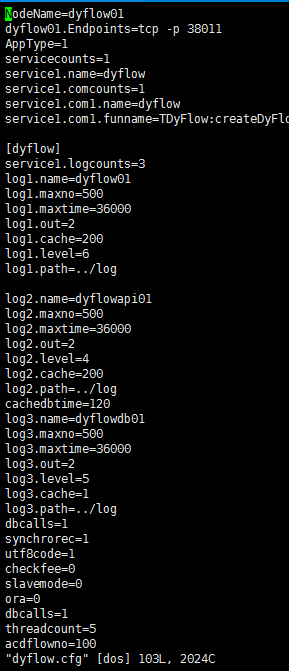 NodeName=dyflow01
dyflow01.Endpoints=tcp -p 38011
AppType=1
servicecounts=1
service1.name=dyflow
service1.comcounts=1
service1.com1.name=dyflow
service1.com1.funname=TDyFlow:createDyFlo
[dyflow]
service1.logcounts=3
log1.name=dyflow01
log1.maxno=500
log1.maxtime=36000
log1.out=2
log1.cache=200
log1.level=6
log1.path=../log
log2.name=dyflowapi01
log2.maxno=500
log2.maxtime=36000
log2.out=2
log2.level=4
log2.cache=200
log2.path=../log
cachedbtime=120
log3.name=dyflowdb01
log3.maxno=500
log3.maxtime=36000
log3.out=2
log3.level=5
log3.cache=1
log3.path=../log
dbcalls=1
synchrorec=1
utf8code=1
checkfee=0
slavemode=0
ora=0
dbcalls=1
threadcount=5
acdflowno=100
"dyflow.cfg" [dos] 103L, 2024C